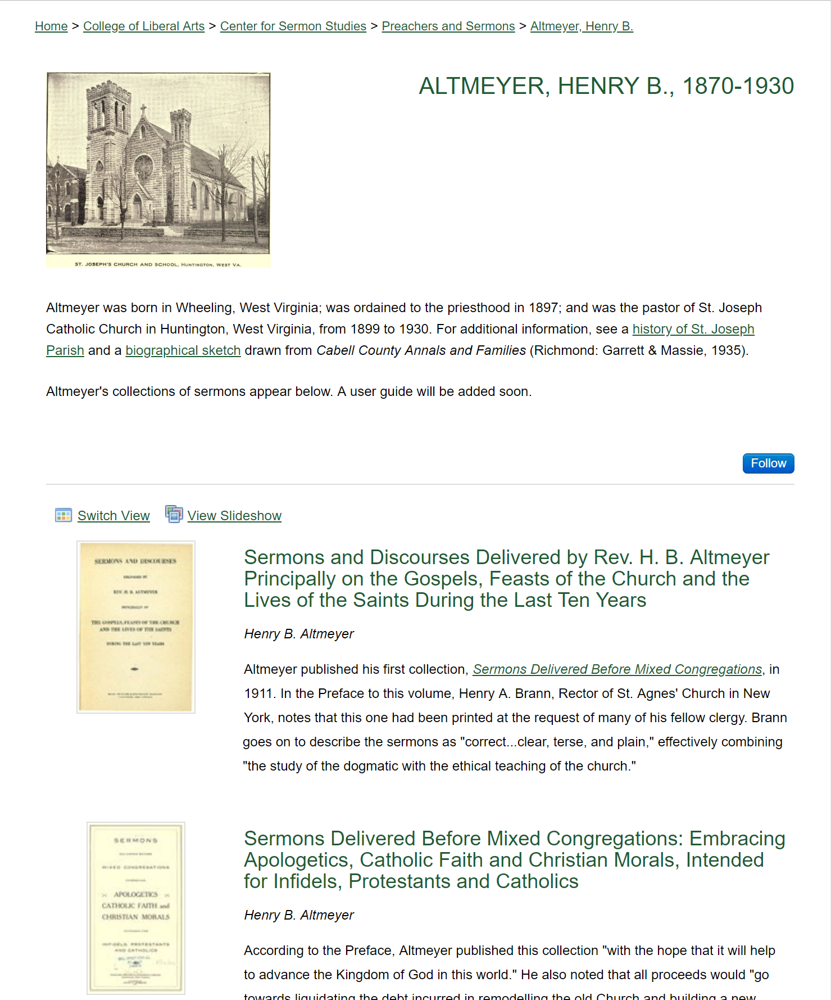 Home > College of Liberal Arts > Center for Sermon Studies > Preachers and Sermons > Altmeyer, Henry B.
ALTMEYER, HENRY B., 1870-1930
ST. JOSEPH'S CHURCH AND SCHOOL, HUNTINGTON, WEST VA.
Altmeyer was born in Wheeling, West Virginia; was ordained to the priesthood in 1897; and was the pastor of St. Joseph
Catholic Church in Huntington, West Virginia, from 1899 to 1930. For additional information, see a history of St. Joseph
Parish and a biographical sketch drawn from Cabell County Annals and Families (Richmond: Garrett & Massie, 1935).
Altmeyer's collections of sermons appear below. A user guide will be added soon.
Follow
Switch View View Slideshow
SERMONS AND DISCOURSES
DELIVERED BY
REV. H. B. ALTMEYER
PRINCIPALLY ON
THE GOSPELS, FEASTS OF THE CHURCH
AND THE LIVES OF THE SAINTS
DURING THE LAST TEN YEARS
Sermons and Discourses Delivered by Rev. H. B. Altmeyer
Principally on the Gospels, Feasts of the Church and the
Lives of the Saints During the Last Ten Years
Henry B. Altmeyer
Altmeyer published his first collection, Sermons Delivered Before Mixed Congregations, in
1911. In the Preface to this volume, Henry A. Brann, Rector of St. Agnes' Church in New
York, notes that this one had been printed at the request of many of his fellow clergy. Brann
goes on to describe the sermons as "correct...clear, terse, and plain," effectively combining
"the study of the dogmatic with the ethical teaching of the church."
SERMONS
DELIVERED BEFORE
MIXED CONGREGATIONS
EMBRACING
APOLOGETICS
CATHOLIC FAITH and
CHRISTIAN MORALS
INTENDED FOR
INFIDELS, PROTESTANTS
AND CATHOLICS
Sermons Delivered Before Mixed Congregations: Embracing
Apologetics, Catholic Faith and Christian Morals, Intended
for Infidels, Protestants and Catholics
Henry B. Altmeyer
According to the Preface, Altmeyer published this collection "with the hope that it will help
to advance the Kingdom of God in this world." He also noted that all proceeds would "go
towards liquidating the debt incurred in remodelling the old Church and building a new